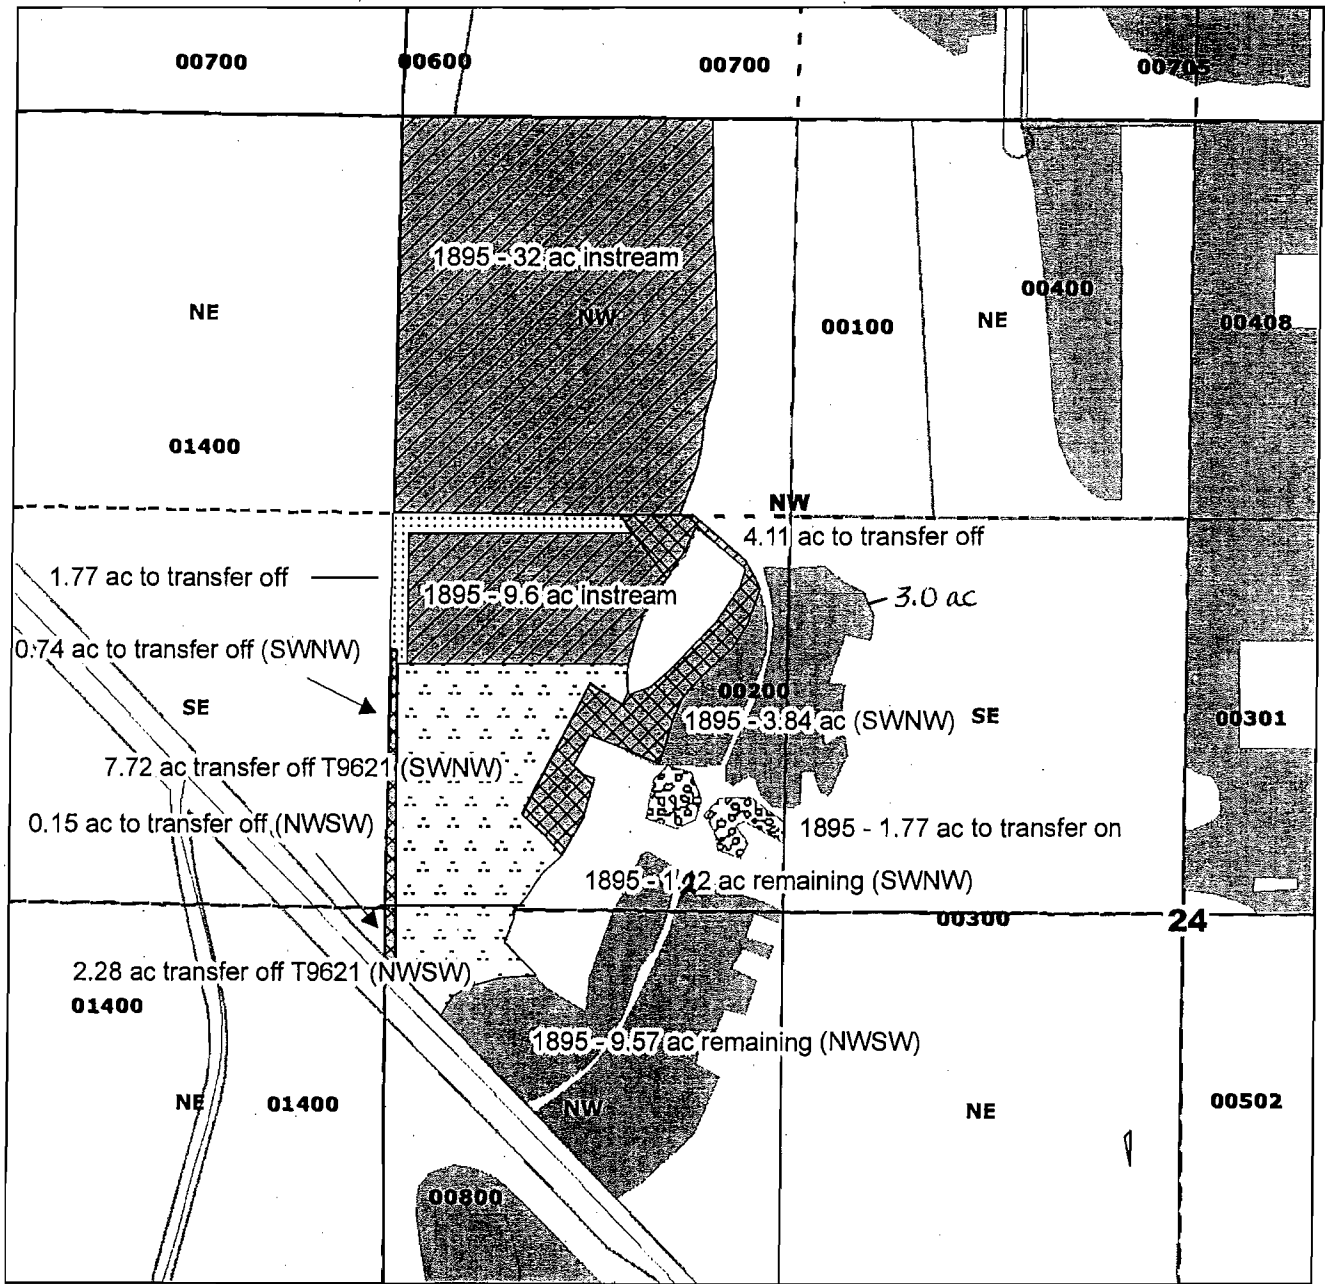 00700
00600
00700
00705
1895 - 32 ac instream
NE
NW
00100
NE
00400
00408
01400
NW
4.11 ac to transfer off
1.77 ac to transfer off
1895 - 9.6 ac instream
3.0 ac
0.74 ac to transfer off (SWNW)
00200
SE
1895 - 3.84 ac (SWNW)
SE
00301
7.72 ac transfer off T9621 (SWNW)
0.15 ac to transfer off (NWSW)
1895 - 1.77 ac to transfer on
ac remaining (SWNW)
00300
24
2.28 ac transfer off T9621 (NWSW)
01400
1895 - 9.57 ac remaining (NWSW)
NE
01400
NW
NE
00502
00800